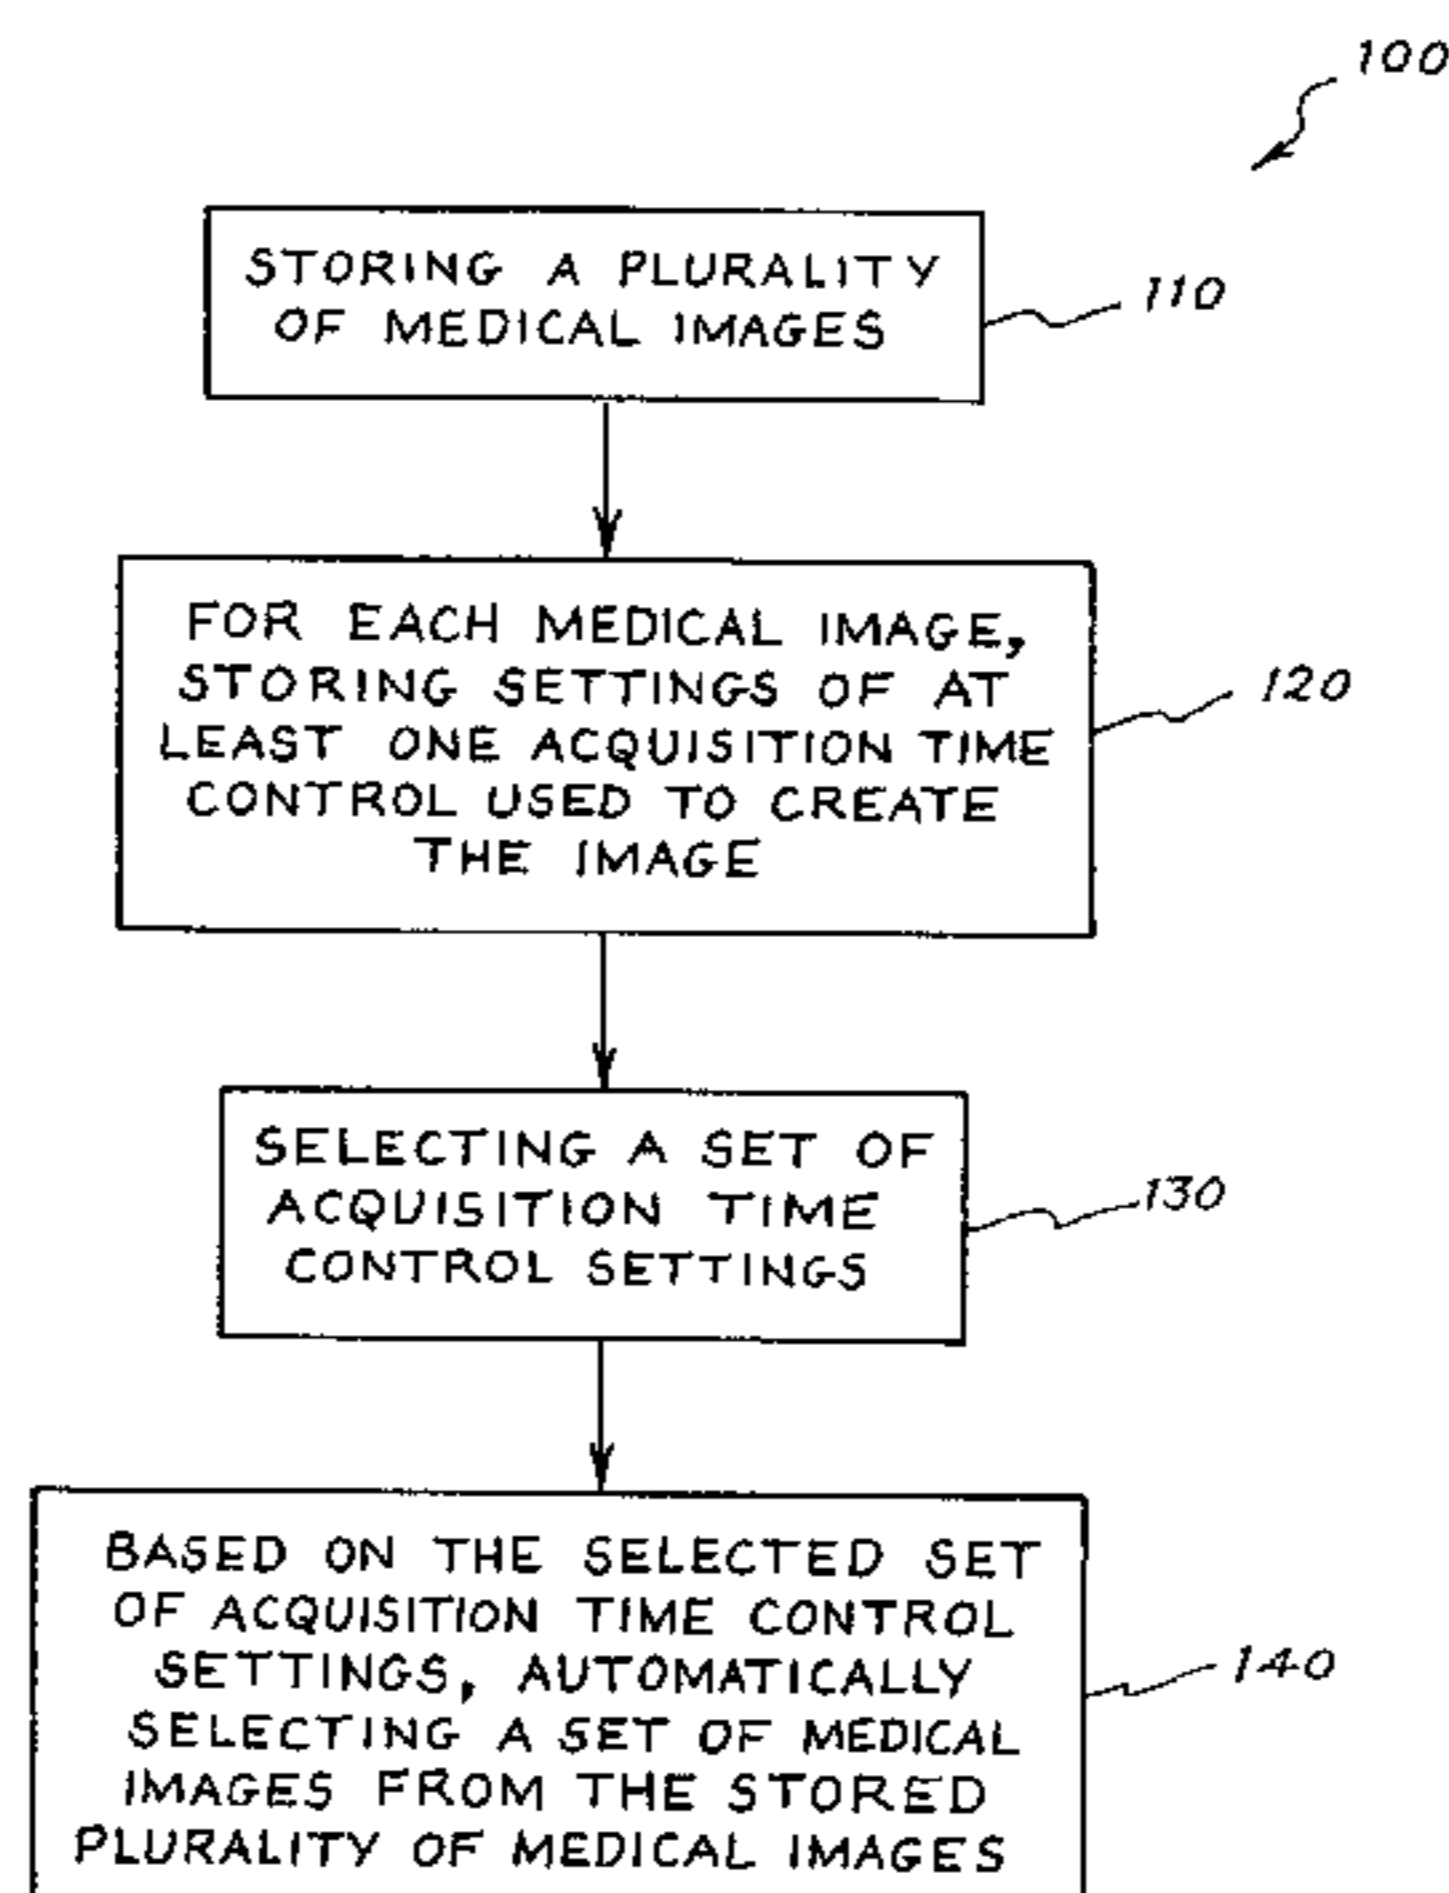 100
STORING A PLURALITY
OF MEDICAL IMAGES
110
FOR EACH MEDICAL IMAGE,
STORING SETTINGS OF AT
LEAST ONE ACQUISITION TIME
CONTROL USED TO CREATE
THE IMAGE
120
SELECTING A SET OF
ACQUISITION TIME
CONTROL SETTINGS
130
BASED ON THE SELECTED SET
OF ACQUISITION TIME CONTROL
SETTINGS, AUTOMATICALLY
SELECTING A SET OF MEDICAL
IMAGES FROM THE STORED
PLURALITY OF MEDICAL IMAGES
140